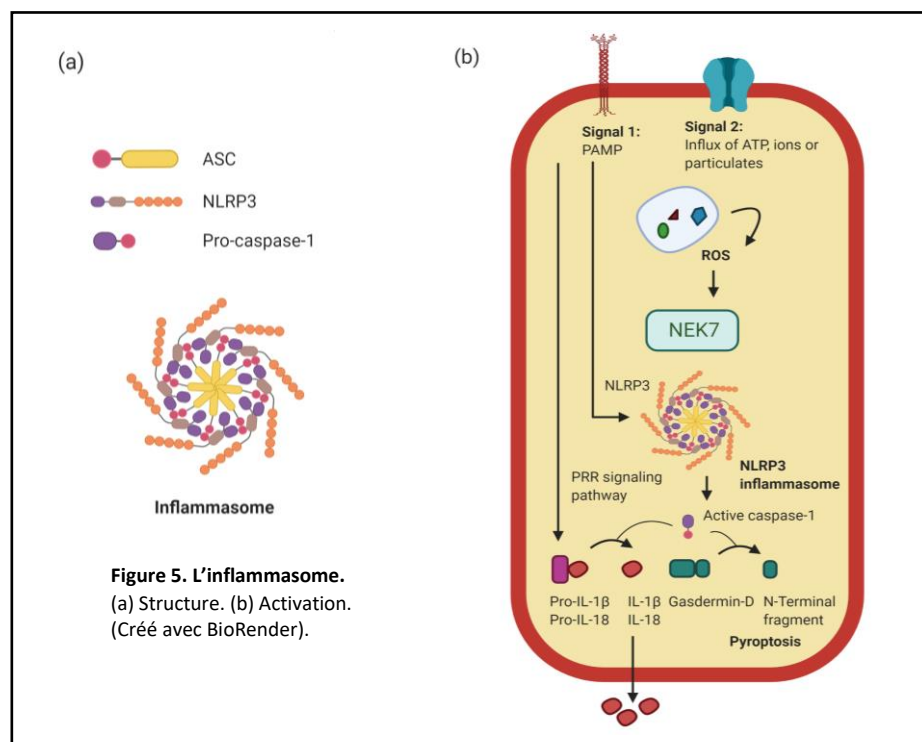 (a)
ASC
NLRP3
Pro-caspase-1
Inflammasome
Figure 5. L’inflammasome.
(a) Structure. (b) Activation.
(Créé avec BioRender).
(b)
Signal 1:
PAMP
Signal 2:
Influx of ATP, ions or
particulates
ROS
NEK7
NLRP3
NLRP3
inflammasome
PRR signaling
pathway
Active caspase-1
Pro-IL-1β
Pro-IL-18
IL-1β
IL-18
Gasdermin-D
N-Terminal
fragment
Pyroptosis